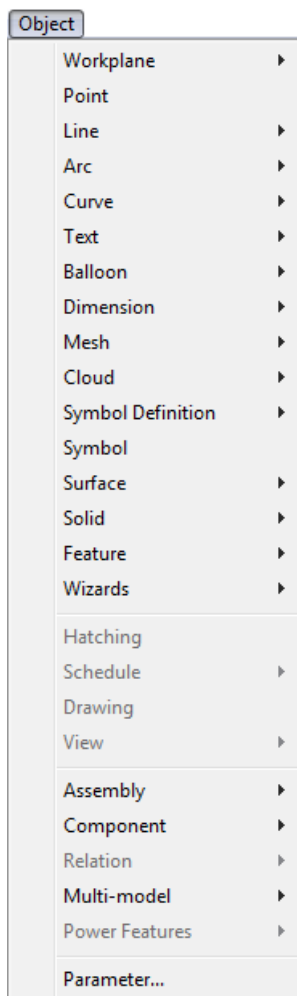 Object
Workplane
Point
Line
Arc
Curve
Text
Balloon
Dimension
Mesh
Cloud
Symbol Definition
Symbol
Surface
Solid
Feature
Wizards
Hatching
Schedule
Drawing
View
Assembly
Component
Relation
Multi-model
Power Features
Parameter...